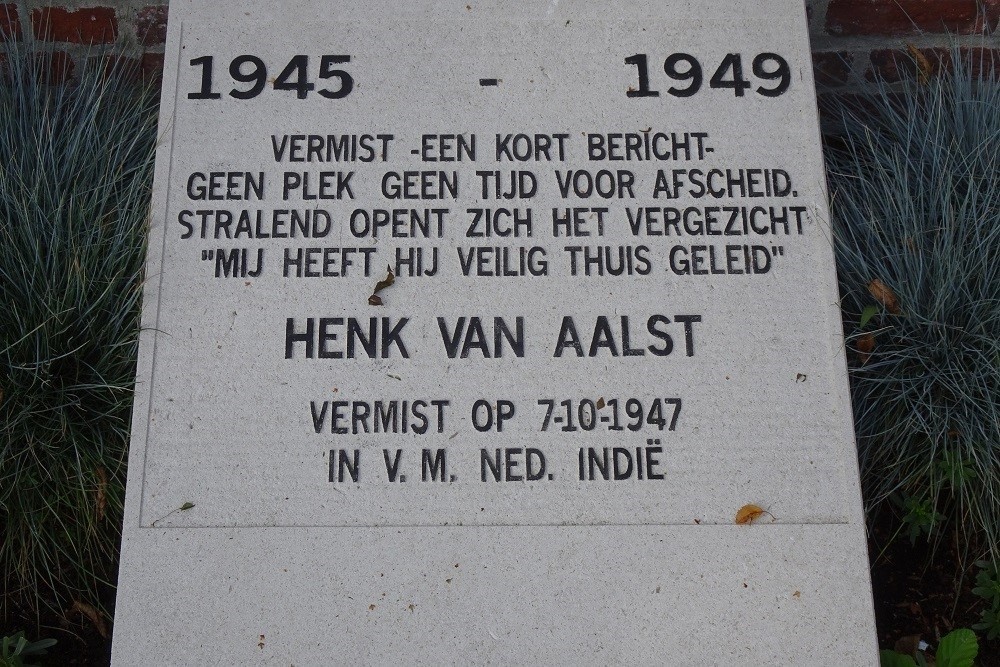 1945 - 1949
VERMIST -EEN KORT BERICHT-
GEEN PLEK GEEN TIJD VOOR AFSCHEID.
STRALEND OPENT ZICH HET VERGEZICHT
"MIJ HEEFT HIJ VEILIG THUIS GELEID"
HENK VAN AALST
VERMIST OP 7-10-1947
IN V. M. NED. INDIË